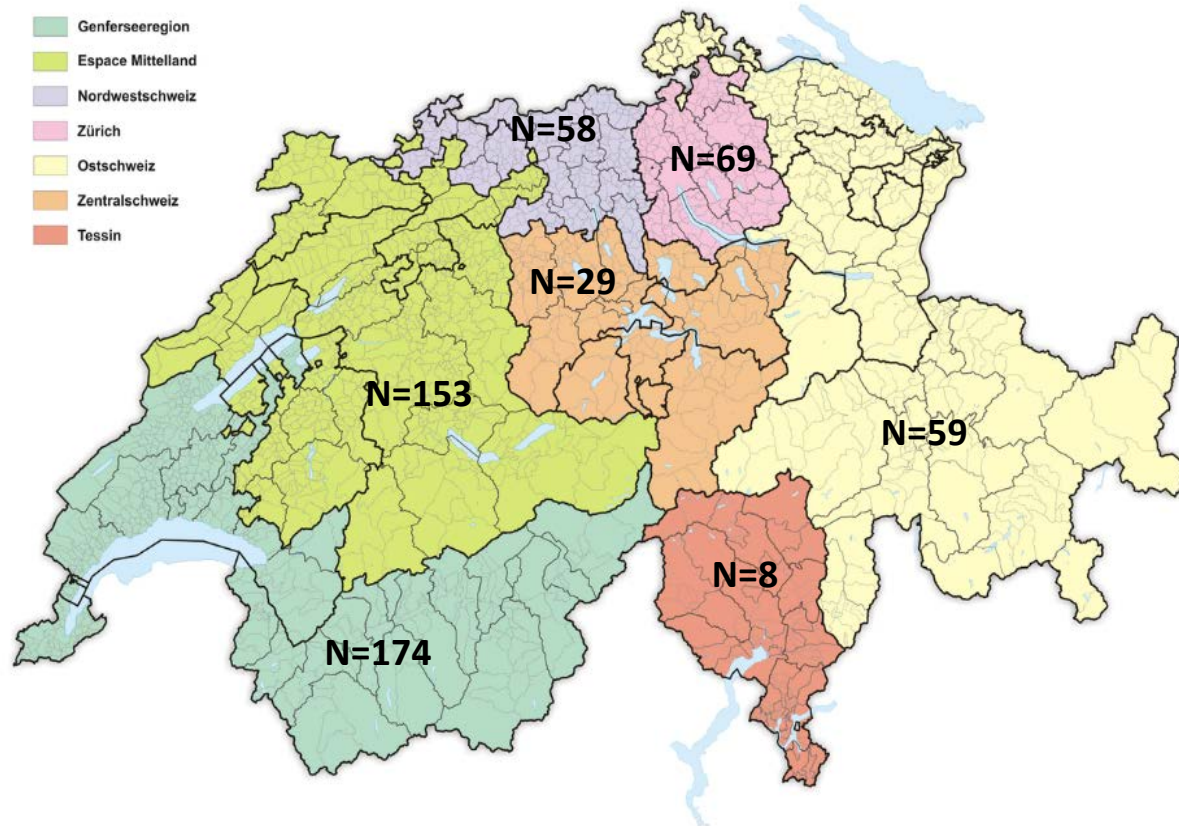 Genferseeregion
Espace Mittelland
Nordwestschweiz
Zürich
Ostschweiz
Zentralschweiz
Tessin
N=58
N=69
N=29
N=153
N=59
N=8
N=174